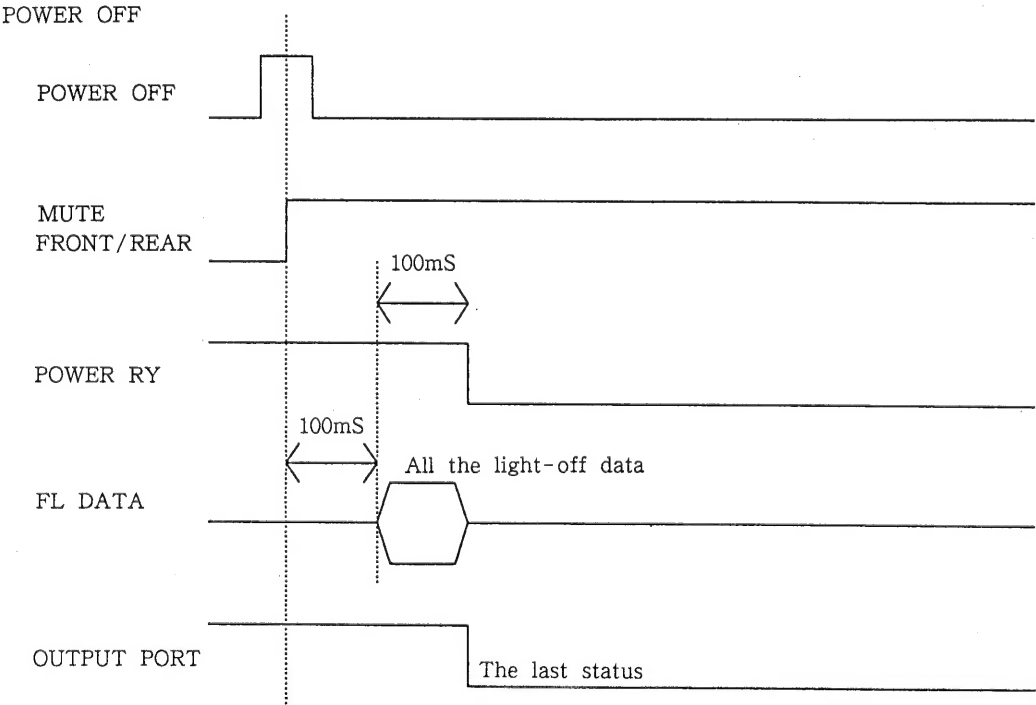 POWER OFF
POWER OFF
MUTE
FRONT/REAR
100mS
POWER RY
100mS
All the light-off data
FL DATA
OUTPUT PORT
The last status